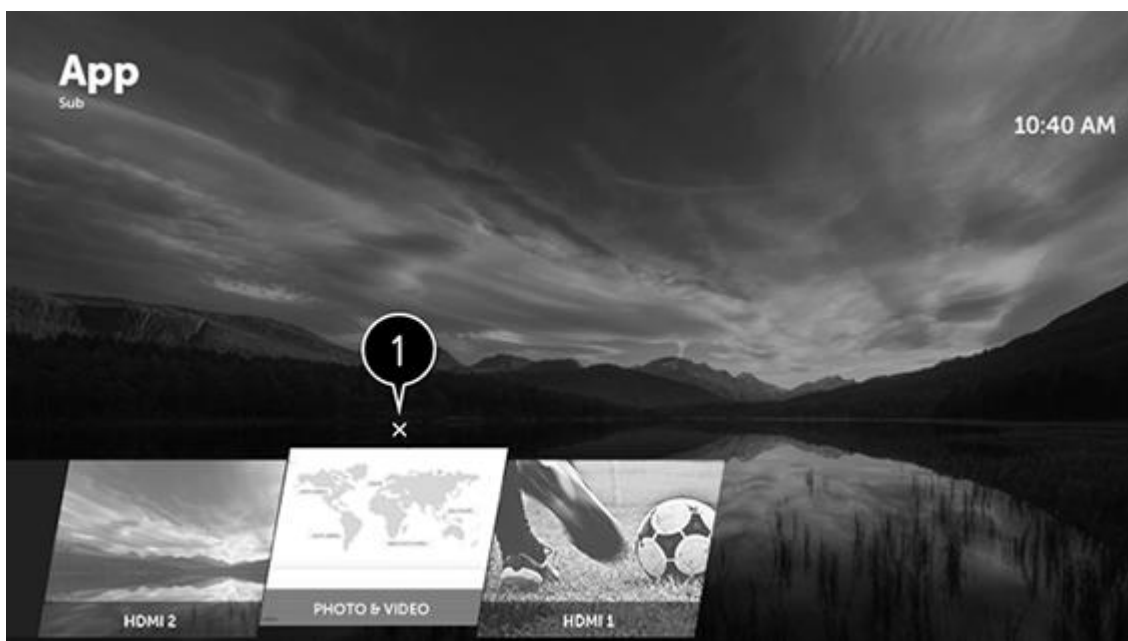 App
Sub
10:40 AM
1
×
HDMI 2
PHOTO & VIDEO
HDMI 1